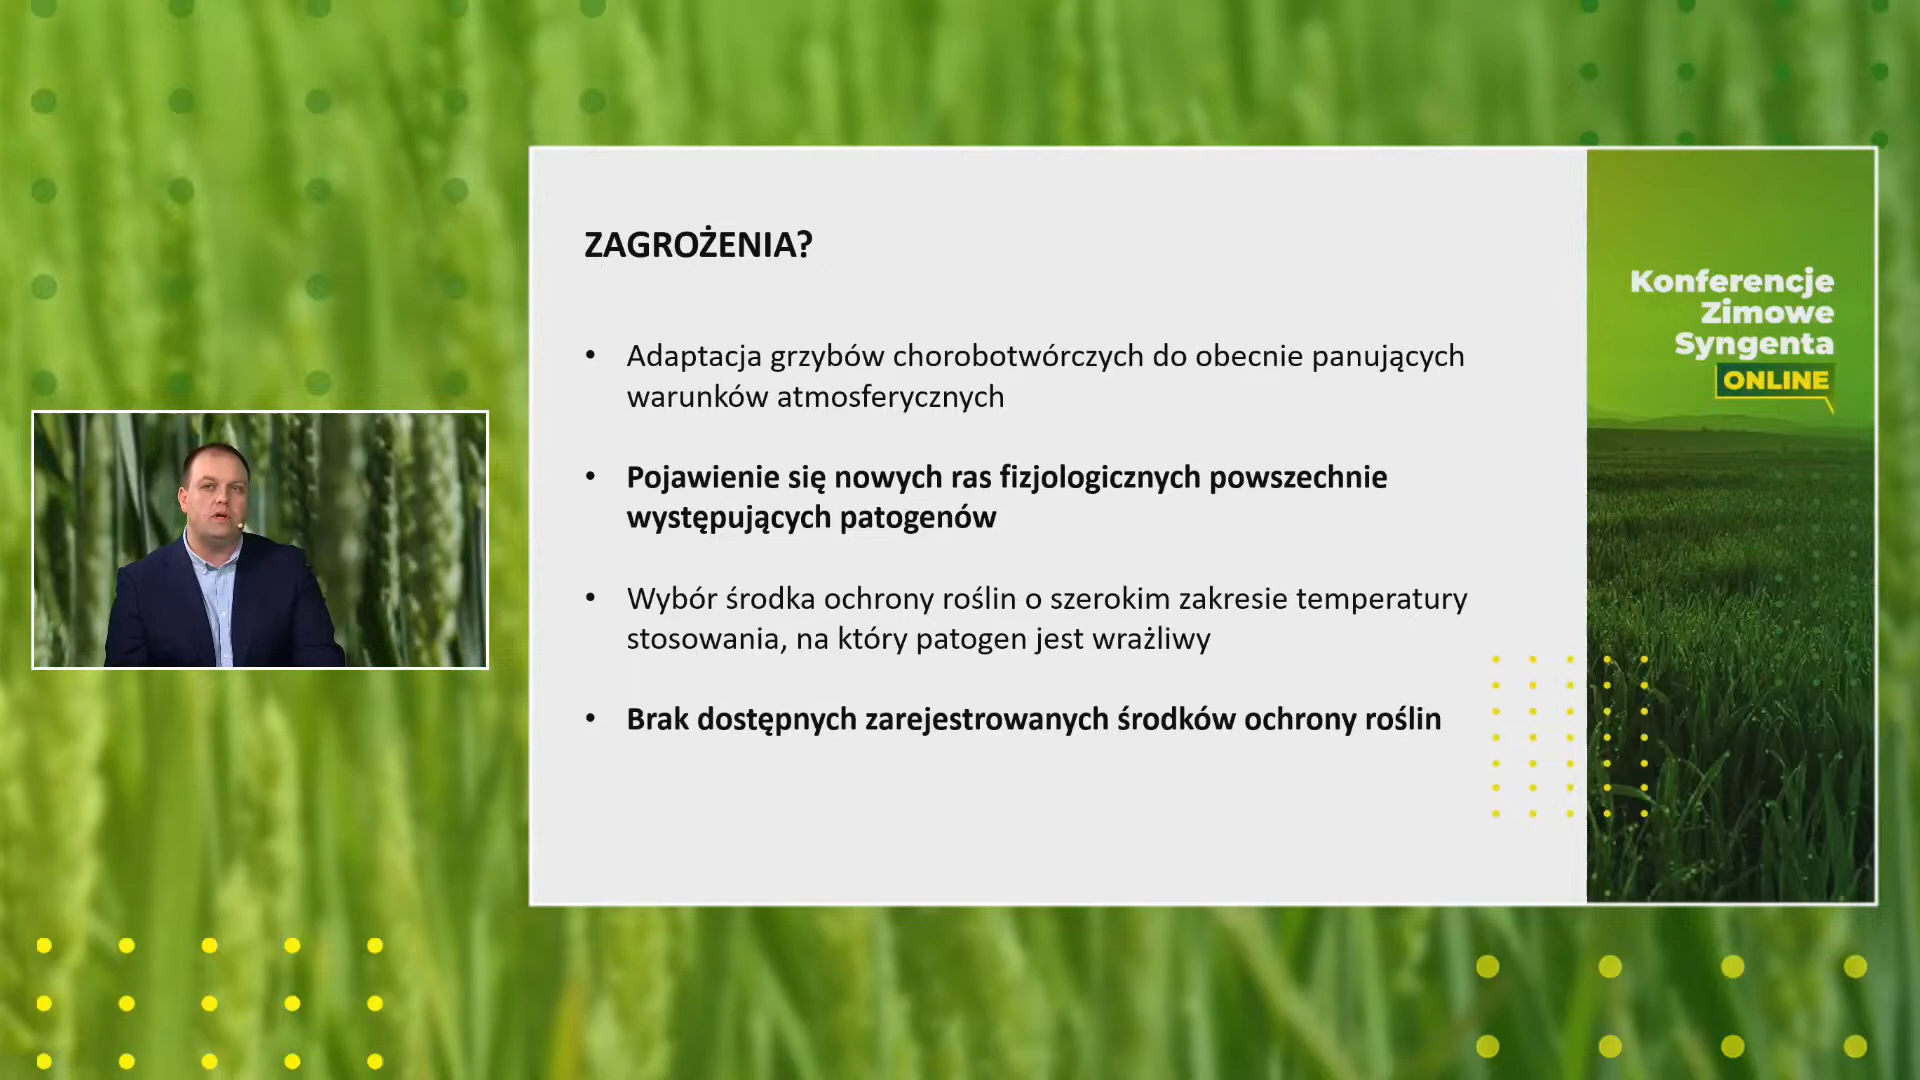 ZAGROŻENIA?
• Adaptacja grzybów chorobotwórczych do obecnie panujących
warunków atmosferycznych
• Pojawienie się nowych ras fizjologicznych powszechnie
występujących patogenów
• Wybór środka ochrony roślin o szerokim zakresie temperatury
stosowania, na który patogen jest wrażliwy
• Brak dostępnych zarejestrowanych środków ochrony roślin
Konferencje
Zimowe
Syngenta
ONLINE